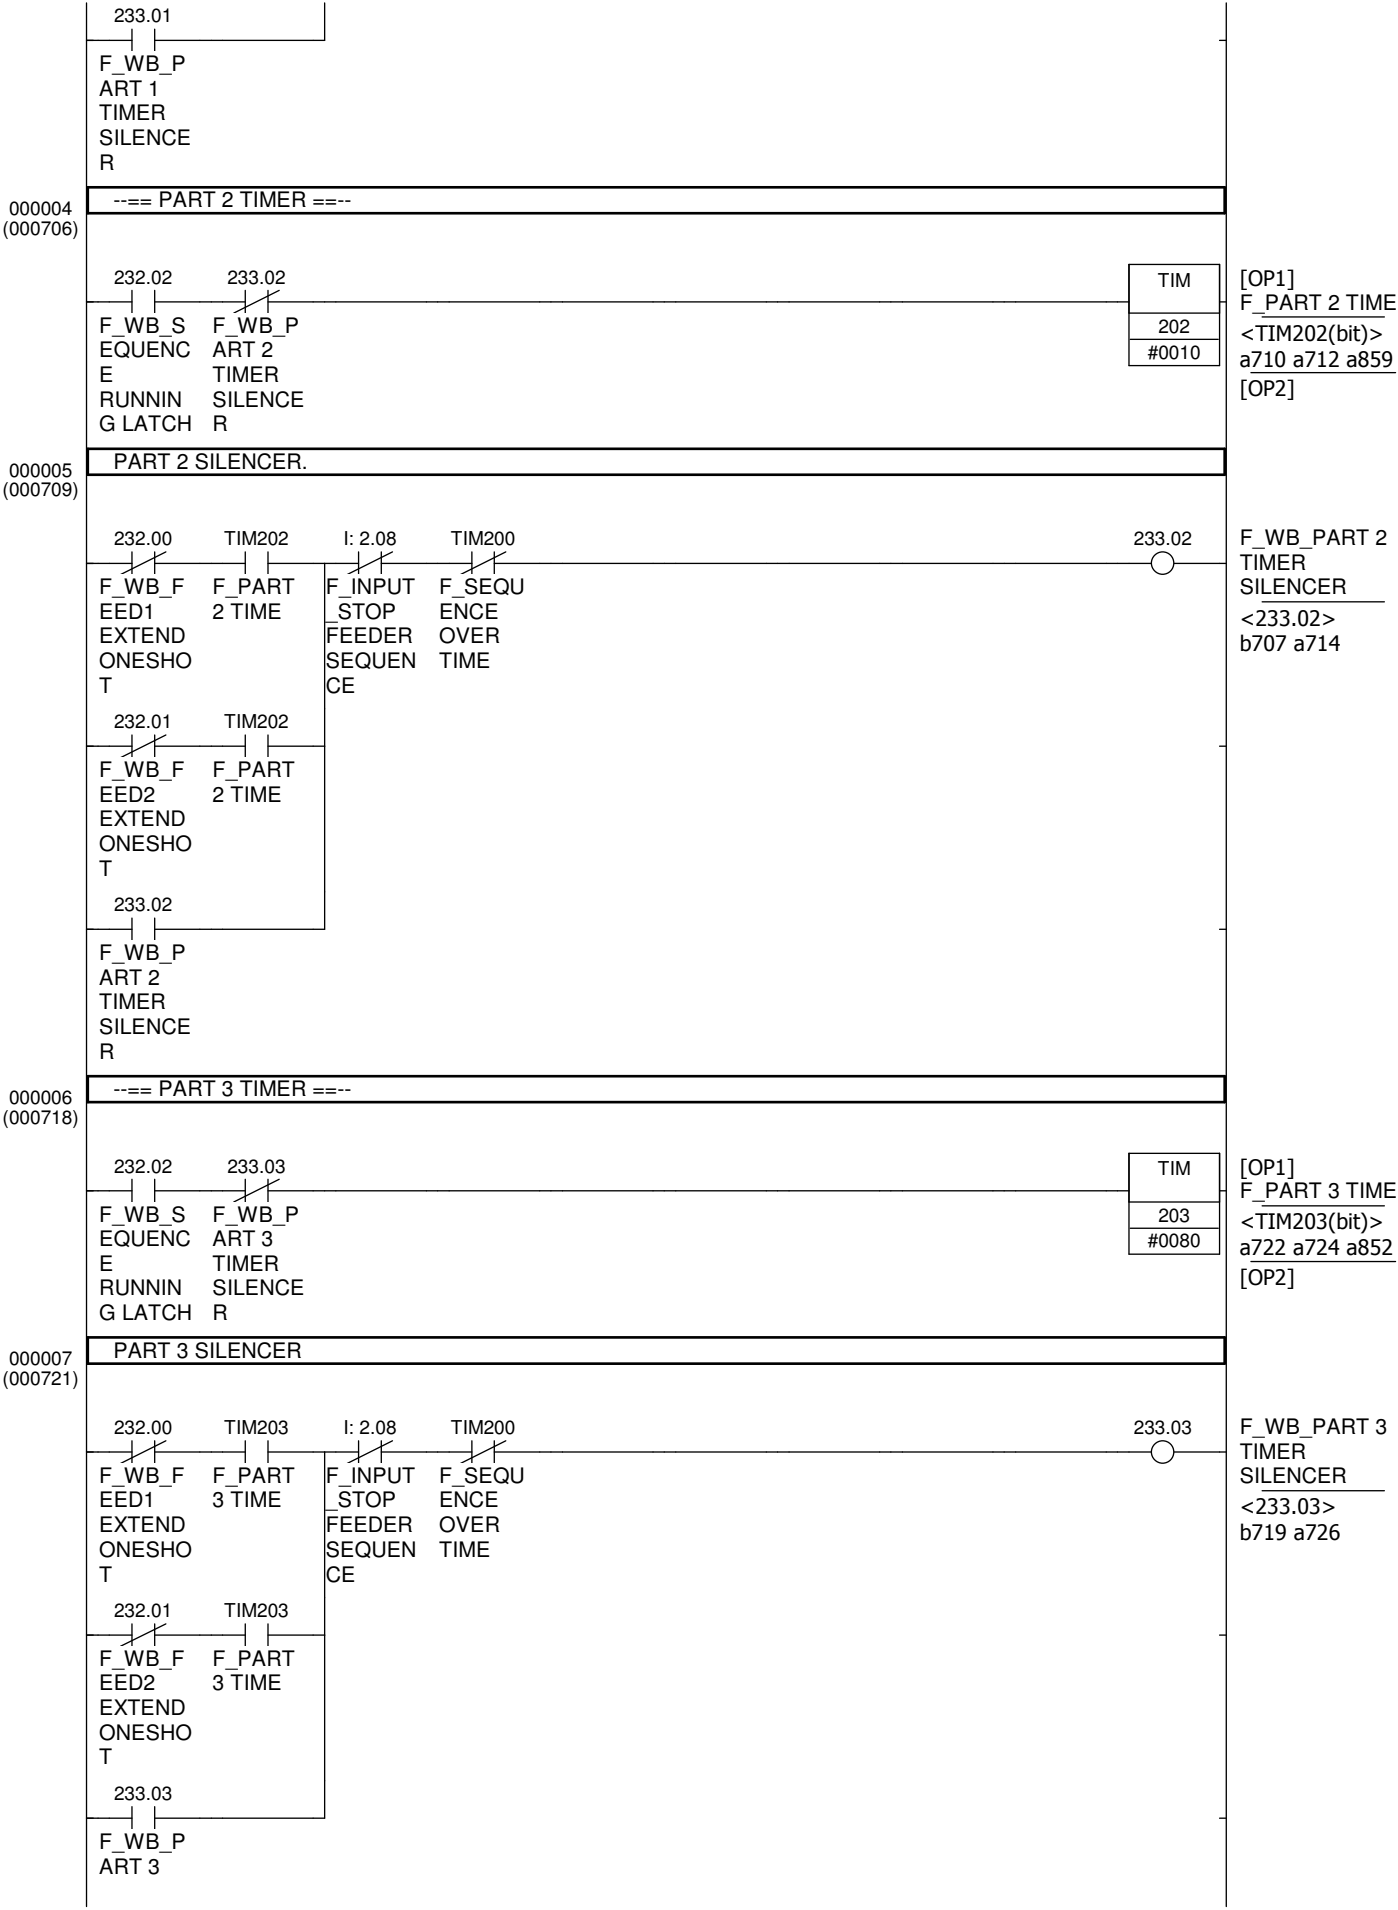 233.01
F_WB_P
ART 1
TIMER
SILENCE
R
000004
(000706)
--== PART 2 TIMER ==--
232.02 233.02
F_WB_S F_WB_P
EQUENC ART 2
E TIMER
RUNNIN SILENCE
G LATCH R
TIM
202
#0010
[OP1]
F_PART 2 TIME
<TIM202(bit)>
a710 a712 a859
[OP2]
000005
(000709)
PART 2 SILENCER.
232.00 TIM202 I: 2.08 TIM200 233.02
F_WB_F F_PART F_INPUT F_SEQU
EED1 2 TIME _STOP ENCE
EXTEND FEEDER OVER
ONESHO SEQUEN TIME
T CE
F_WB_PART 2
TIMER
SILENCER
<233.02>
b707 a714
232.01 TIM202
F_WB_F F_PART
EED2 2 TIME
EXTEND
ONESHO
T
233.02
F_WB_P
ART 2
TIMER
SILENCE
R
000006
(000718)
--== PART 3 TIMER ==--
232.02 233.03
F_WB_S F_WB_P
EQUENC ART 3
E TIMER
RUNNIN SILENCE
G LATCH R
TIM
203
#0080
[OP1]
F_PART 3 TIME
<TIM203(bit)>
a722 a724 a852
[OP2]
000007
(000721)
PART 3 SILENCER
232.00 TIM203 I: 2.08 TIM200 233.03
F_WB_F F_PART F_INPUT F_SEQU
EED1 3 TIME _STOP ENCE
EXTEND FEEDER OVER
ONESHO SEQUEN TIME
T CE
F_WB_PART 3
TIMER
SILENCER
<233.03>
b719 a726
232.01 TIM203
F_WB_F F_PART
EED2 3 TIME
EXTEND
ONESHO
T
233.03
F_WB_P
ART 3